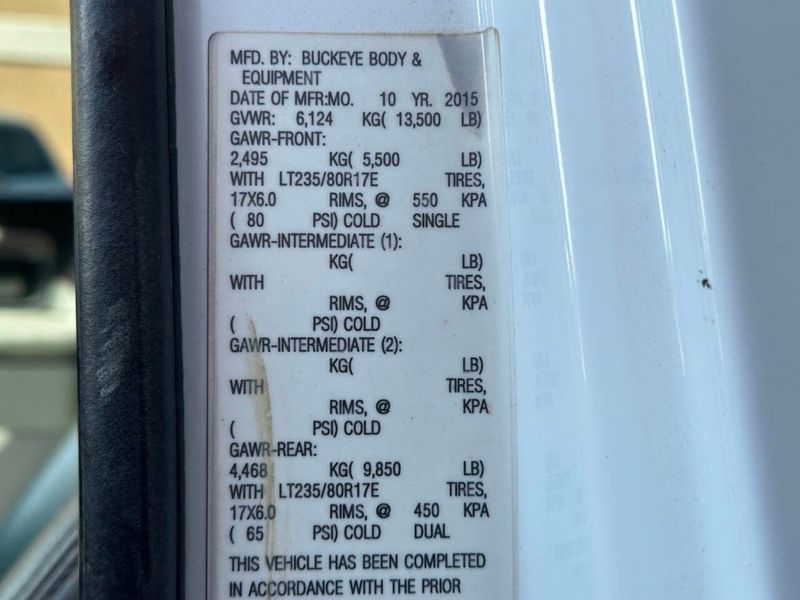 MFD. BY: BUCKEYE BODY &
EQUIPMENT
DATE OF MFR:MO. 10 YR. 2015
GVWR: 6,124 KG( 13,500 LB)
GAWR-FRONT:
2,495 KG( 5,500 LB)
WITH LT235/80R17E TIRES,
17X6.0 RIMS, @ 550 KPA
( 80 PSI) COLD SINGLE
GAWR-INTERMEDIATE (1):
KG( LB)
WITH TIRES,
RIMS, @ KPA
( PSI) COLD
GAWR-INTERMEDIATE (2):
KG( LB)
WITH TIRES,
RIMS, @ KPA
( PSI) COLD
GAWR-REAR:
4,468 KG( 9,850 LB)
WITH LT235/80R17E TIRES,
17X6.0 RIMS, @ 450 KPA
( 65 PSI) COLD DUAL
THIS VEHICLE HAS BEEN COMPLETED
IN ACCORDANCE WITH THE PRIOR